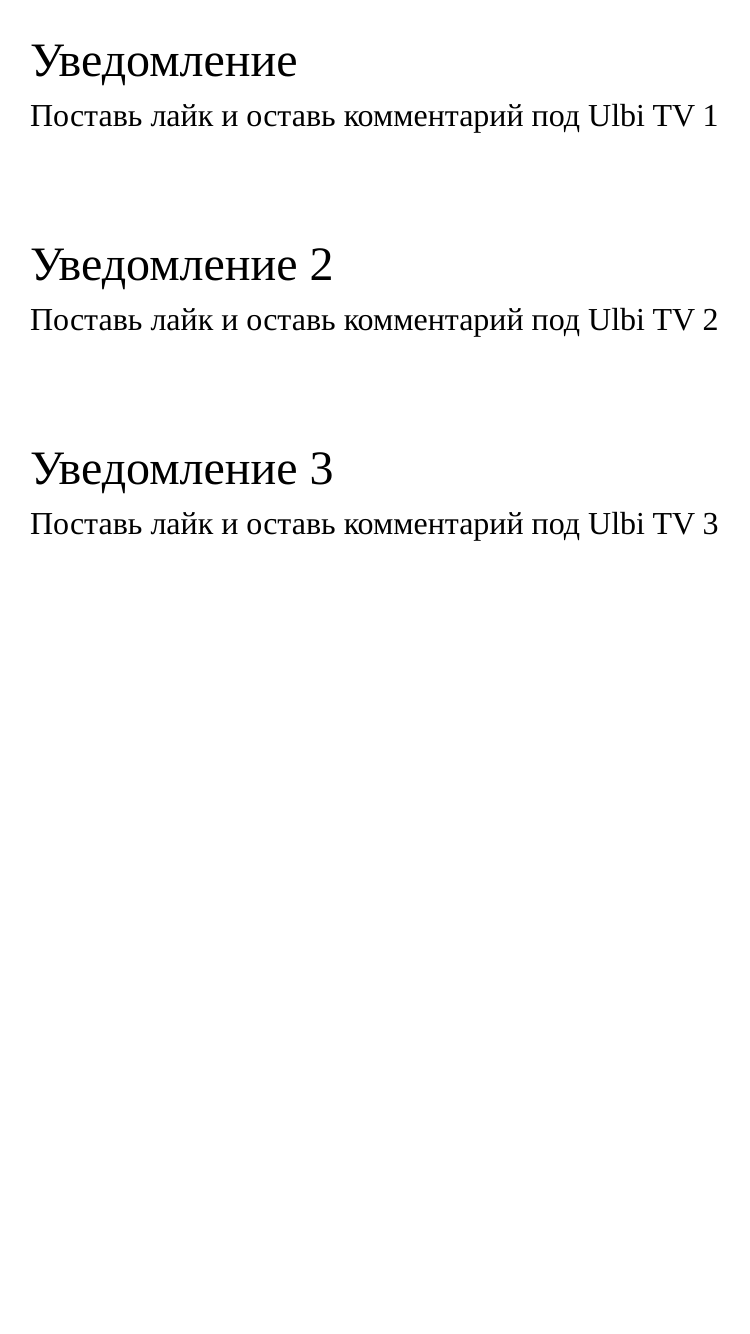 Уведомление
Поставь лайк и оставь комментарий под Ulbi TV 1
Уведомление 2
Поставь лайк и оставь комментарий под Ulbi TV 2
Уведомление 3
Поставь лайк и оставь комментарий под Ulbi TV 3